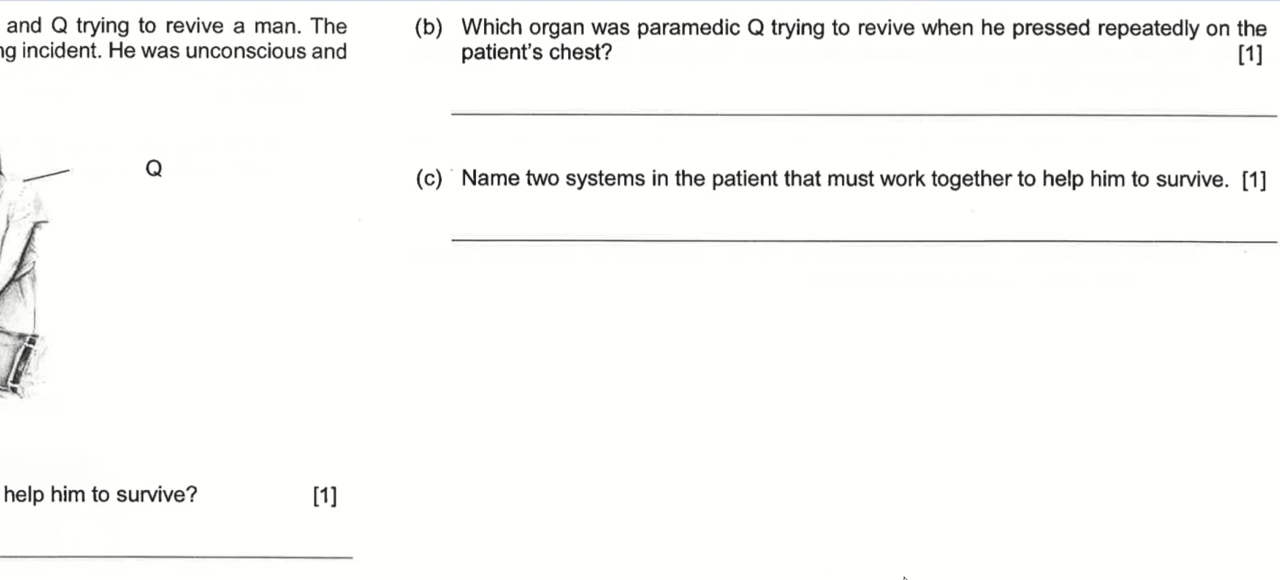 and Q trying to revive a man. The
incident. He was unconscious and
Q
help him to survive? [1]
(b) Which organ was paramedic Q trying to revive when he pressed repeatedly on the
patient's chest? [1]
(c) Name two systems in the patient that must work together to help him to survive. [1]